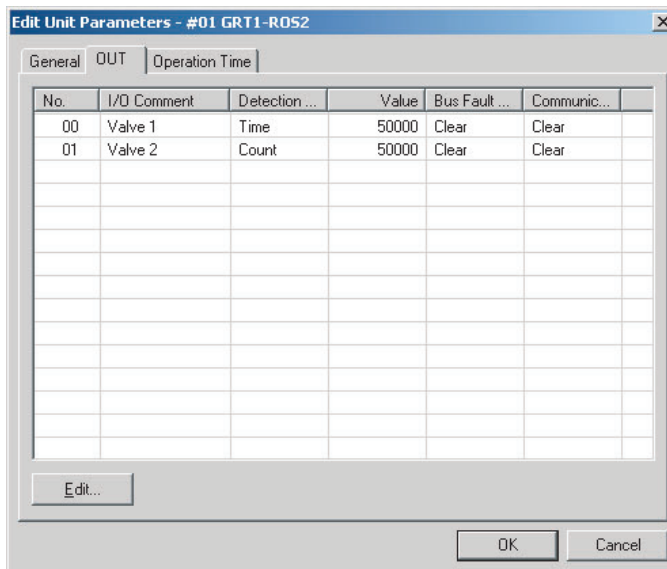 Edit Unit Parameters - #01 GRT1-ROS2
General OUT Operation Time
No. I/O Comment Detection ... Value Bus Fault ... Communic...
00 Valve 1 Time 50000 Clear Clear
01 Valve 2 Count 50000 Clear Clear
Edit...
OK Cancel